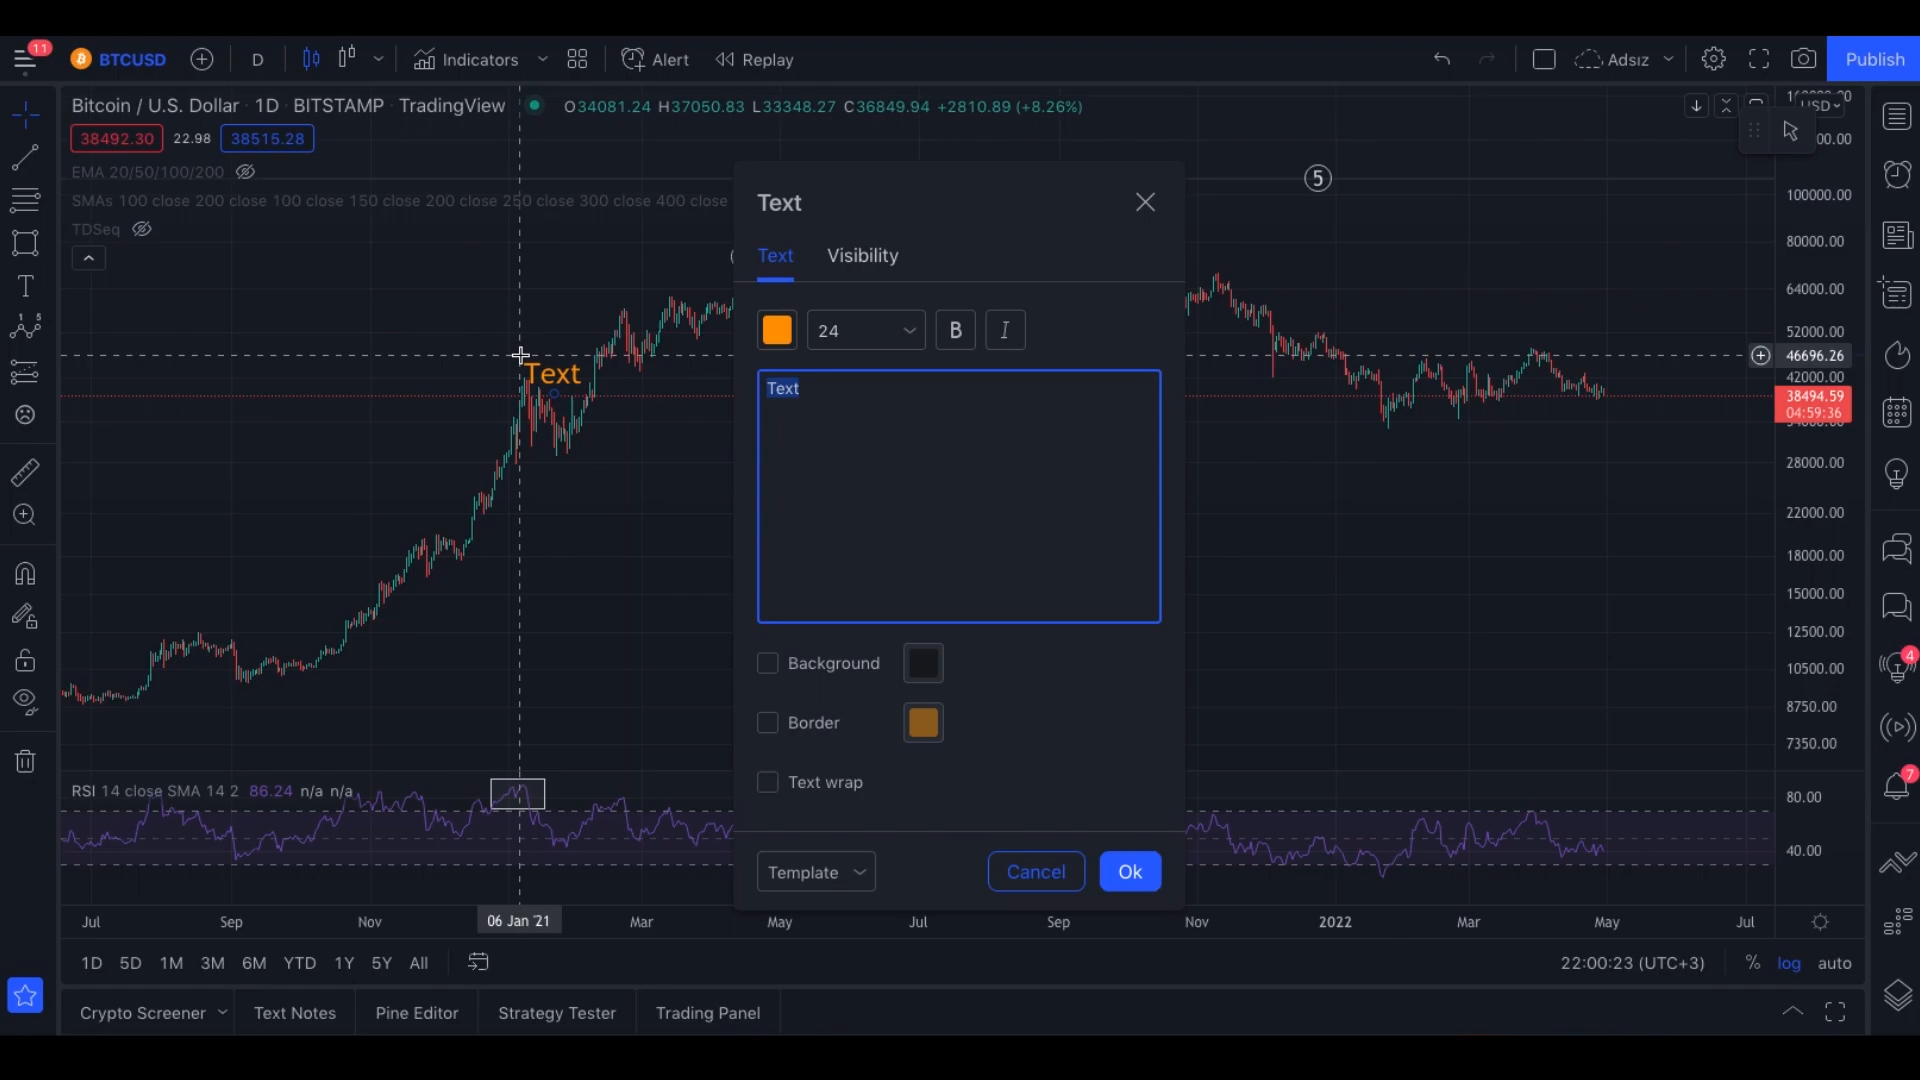 11
BTCUSD
D
Indicators
Alert
Replay
Adsız
Publish
Bitcoin / U.S. Dollar · 1D · BITSTAMP · TradingView
O34081.24 H37050.83 L33348.27 C36849.94 +2810.89 (+8.26%)
USD
38492.30
22.98
38515.28
EMA 20/50/100/200
SMAs 100 close 200 close 100 close 150 close 200 close 250 close 300 close 400 close
TDSeq
5
Text
Text
Visibility
24
B
I
Text
Text
Background
Border
Text wrap
Template
Cancel
Ok
100000.00
80000.00
64000.00
52000.00
46696.26
42000.00
38494.59
04:59:36
28000.00
22000.00
18000.00
15000.00
12500.00
10500.00
8750.00
7350.00
RSI 14 close SMA 14 2 86.24 n/a n/a
80.00
40.00
4
7
Jul
Sep
Nov
06 Jan '21
Mar
May
Jul
Sep
Nov
2022
Mar
May
Jul
1D 5D 1M 3M 6M YTD 1Y 5Y All
22:00:23 (UTC+3)
%
log
auto
Crypto Screener
Text Notes
Pine Editor
Strategy Tester
Trading Panel